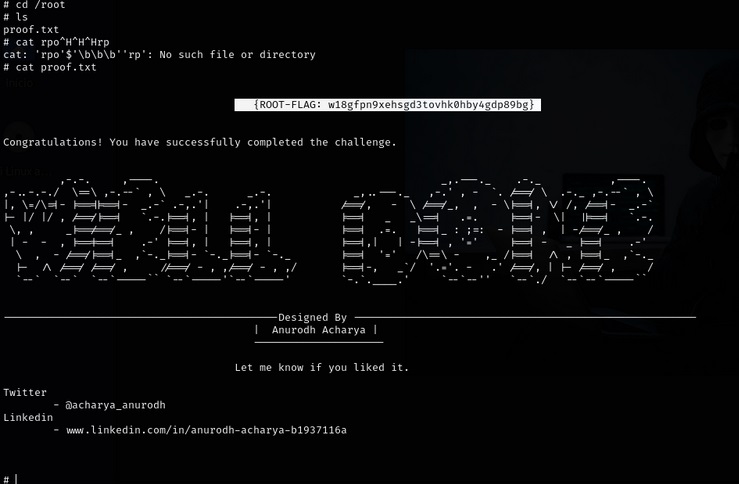 # cd /root
# ls
proof.txt
# cat rpo^H^H^Hrp
cat: 'rpo'$'\b\b\b''rp': No such file or directory
# cat proof.txt
{ROOT-FLAG: w18gfpn9xehsgd3tovhk0hby4gdp89bg}
Congratulations! You have successfully completed the challenge.
WELL DONE
Designed By
| Anurodh Acharya |
Let me know if you liked it.
Twitter
- @acharya_anurodh
Linkedin
- www.linkedin.com/in/anurodh-acharya-b1937116a
#